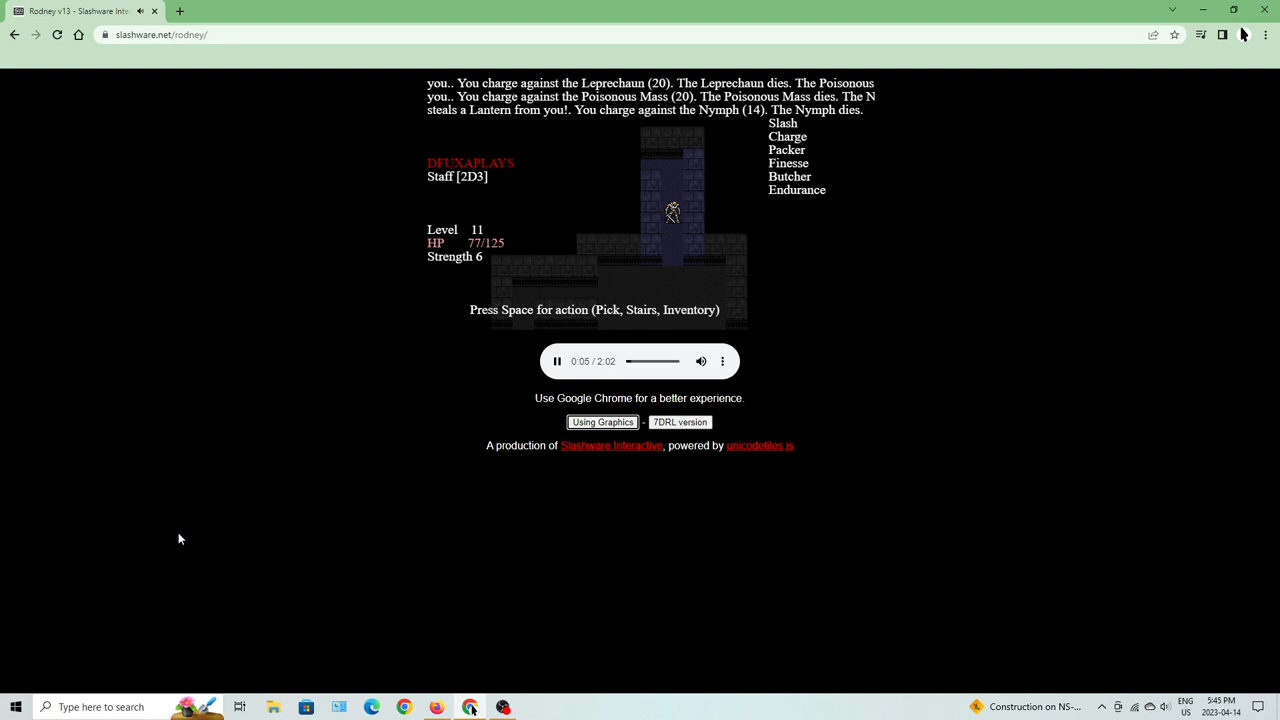 Rodney v13 - Slashware Inte
slashware.net/rodney/
you.. You charge against the Leprechaun (20). The Leprechaun dies. The Poisonous
you.. You charge against the Poisonous Mass (20). The Poisonous Mass dies. The N
steals a Lantern from you!. You charge against the Nymph (14). The Nymph dies.
Slash
Charge
Packer
Finesse
Butcher
Endurance
DFUXAPLAYS
Staff [2D3]
Level 11
HP 77/125
Strength 6
Press Space for action (Pick, Stairs, Inventory)
0:05 / 2:02
Use Google Chrome for a better experience.
Using Graphics - 7DRL version
A production of Slashware Interactive, powered by unicodetiles.js
Type here to search
Construction on NS-...
ENG
US
5:45 PM
2023-04-14